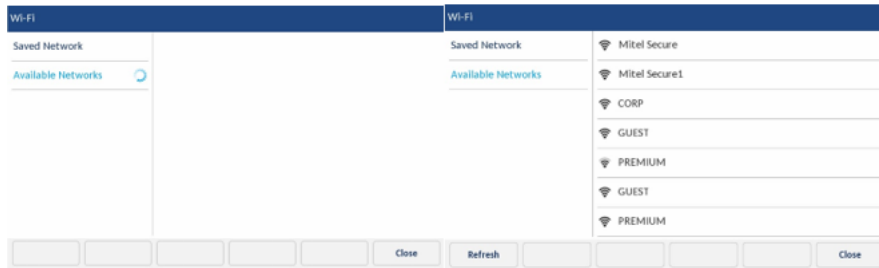 Wi-Fi
Saved Network
Available Networks
Close
Wi-Fi
Saved Network
Available Networks
Mitel Secure
Mitel Secure1
CORP
GUEST
PREMIUM
GUEST
PREMIUM
Refresh
Close